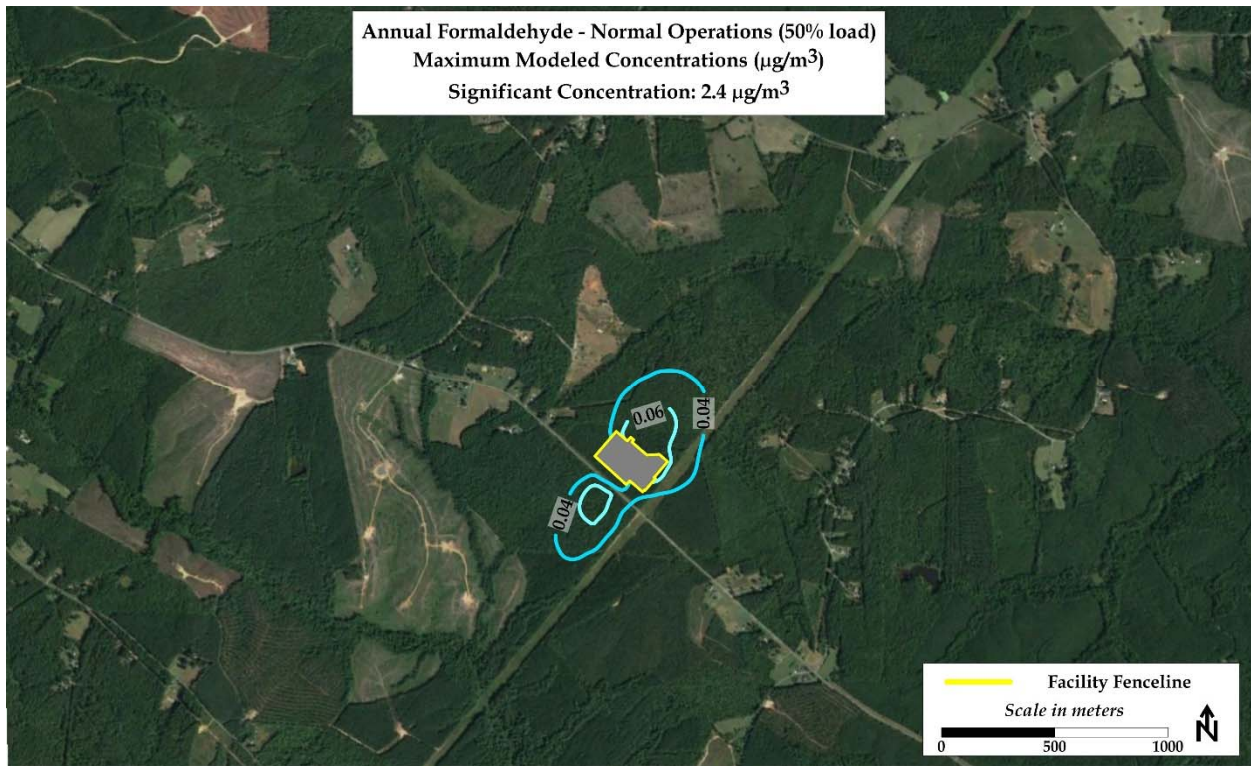 Annual Formaldehyde - Normal Operations (50% load)
Maximum Modeled Concentrations (µg/m³)
Significant Concentration: 2.4 µg/m³
0.06
0.04
0.04
Facility Fenceline
Scale in meters
0 500 1000
N